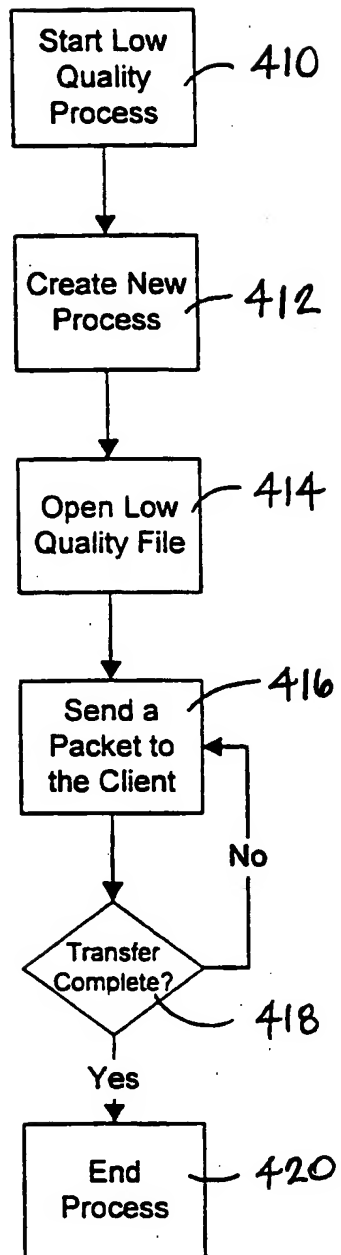 Start Low
Quality
Process
410
Create New
Process
412
Open Low
Quality File
414
Send a
Packet to
the Client
416
No
Transfer
Complete?
418
Yes
End
Process
420